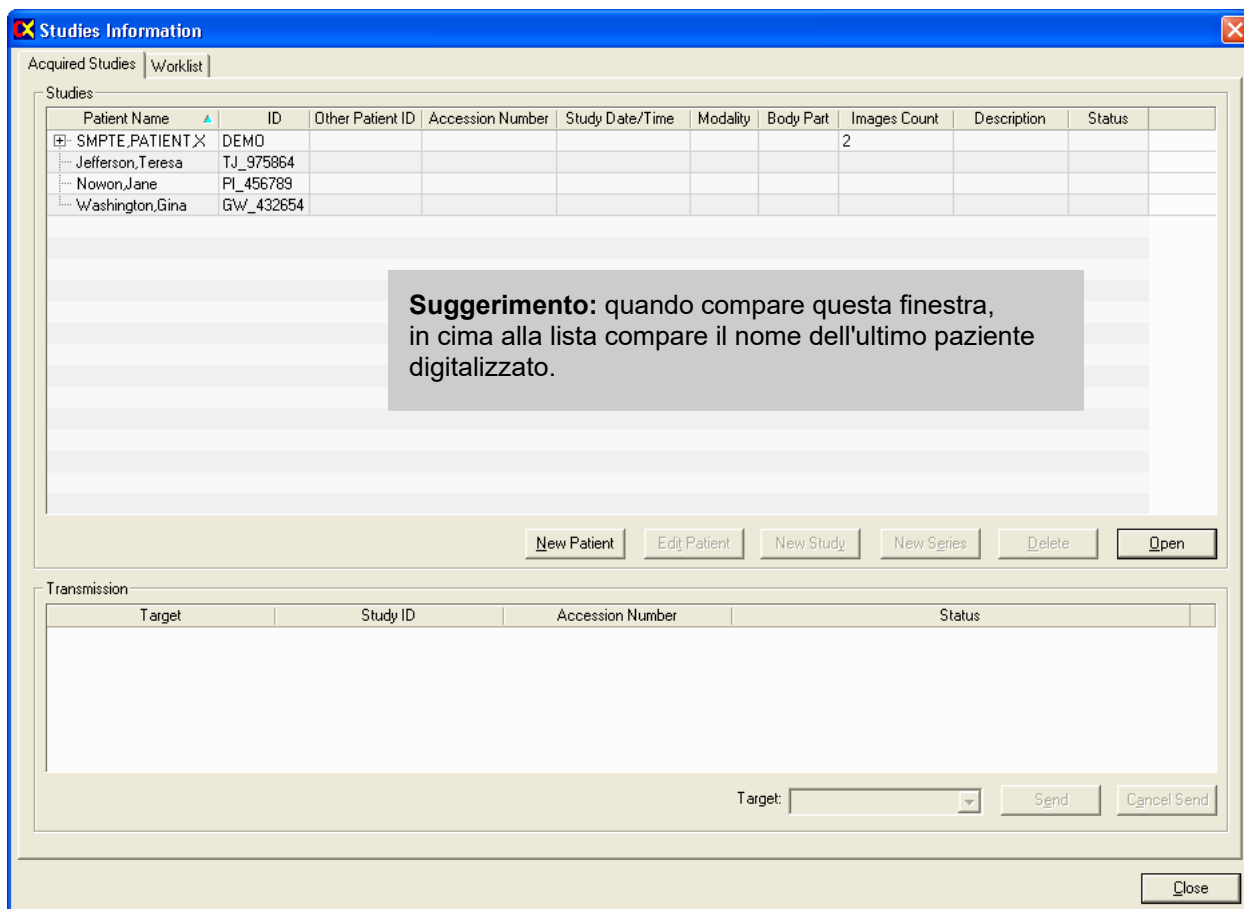 Studies Information
Acquired Studies Worklist
Studies
Patient Name ID Other Patient ID Accession Number Study Date/Time Modality Body Part Images Count Description Status
SMPTE,PATIENT,X DEMO 2
Jefferson,Teresa TJ_975864
Nowon,Jane PI_456789
Washington,Gina GW_432654
Suggerimento: quando compare questa finestra,
in cima alla lista compare il nome dell'ultimo paziente
digitalizzato.
New Patient Edit Patient New Study New Series Delete Open
Transmission
Target Study ID Accession Number Status
Target: Send Cancel Send
Close